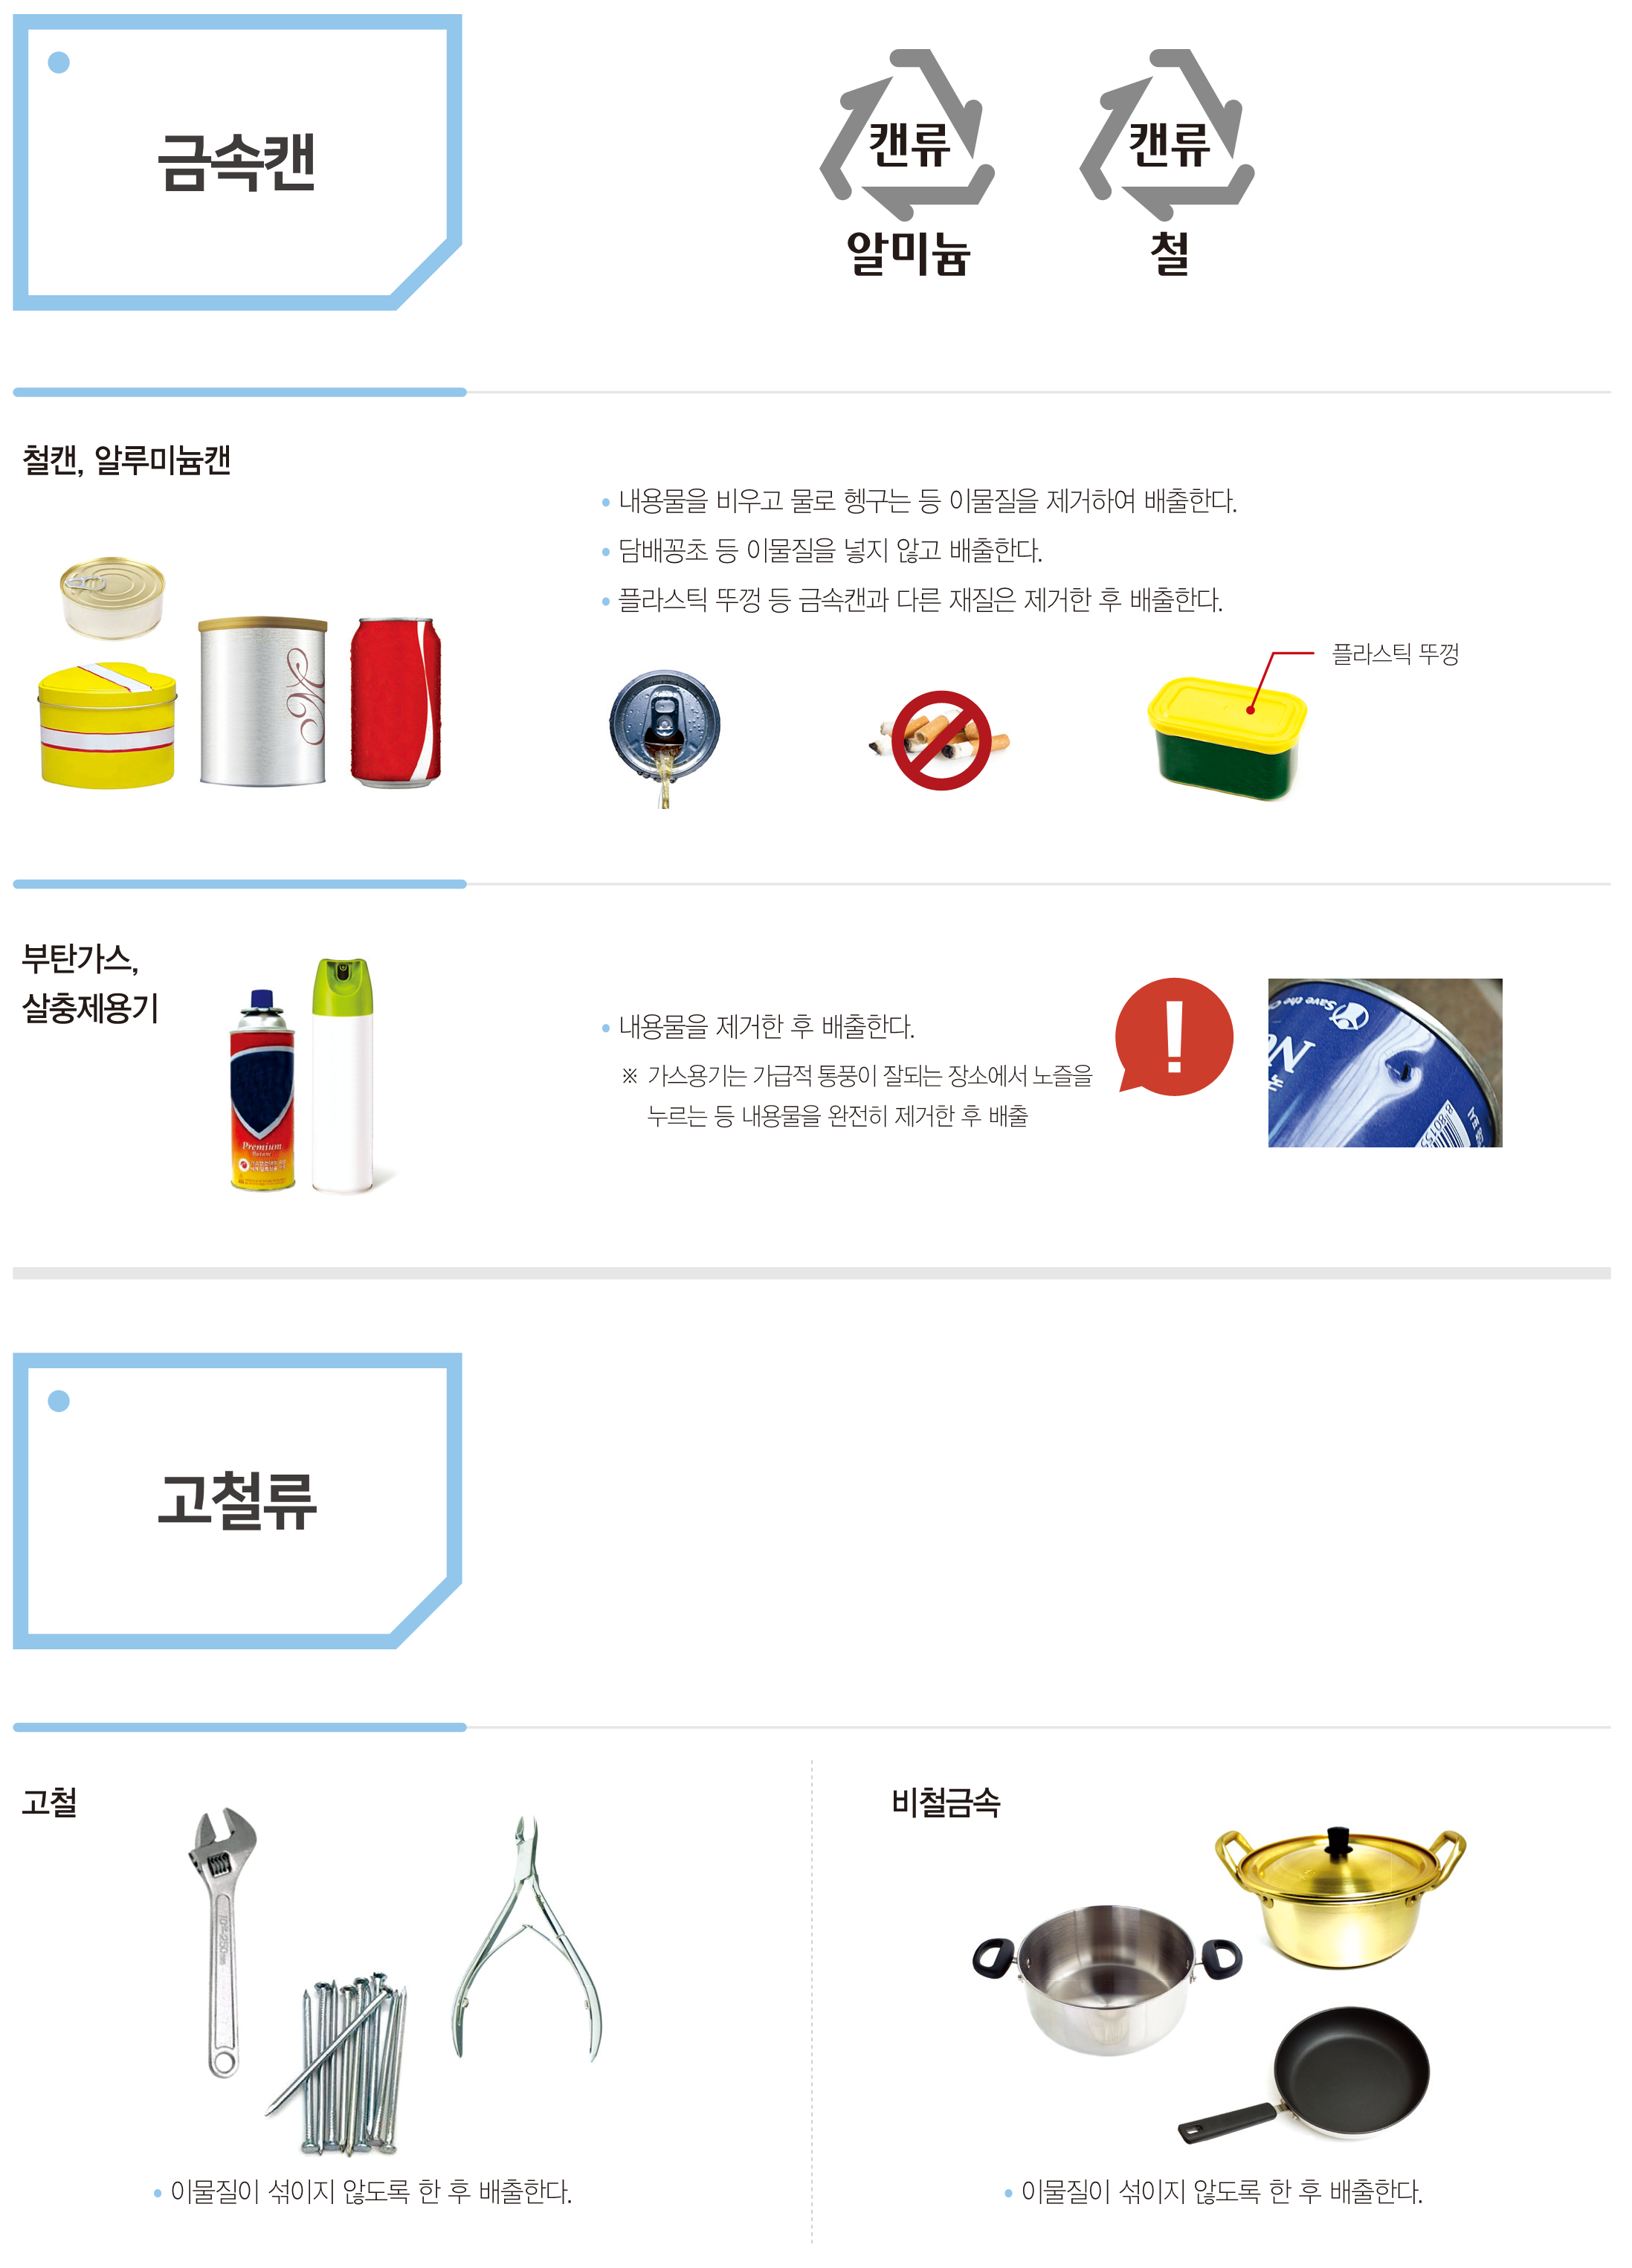 금속캔
캔류
알미늄
캔류
철
철캔, 알루미늄캔
• 내용물을 비우고 물로 헹구는 등 이물질을 제거하여 배출한다.
• 담배꽁초 등 이물질을 넣지 않고 배출한다.
• 플라스틱 뚜껑 등 금속캔과 다른 재질은 제거한 후 배출한다.
플라스틱 뚜껑
부탄가스,
살충제용기
Premium
• 내용물을 제거한 후 배출한다.
※ 가스용기는 가급적 통풍이 잘되는 장소에서 노즐을
누르는 등 내용물을 완전히 제거한 후 배출
!
Save the
고철류
고철
비철금속
• 이물질이 섞이지 않도록 한 후 배출한다.
• 이물질이 섞이지 않도록 한 후 배출한다.